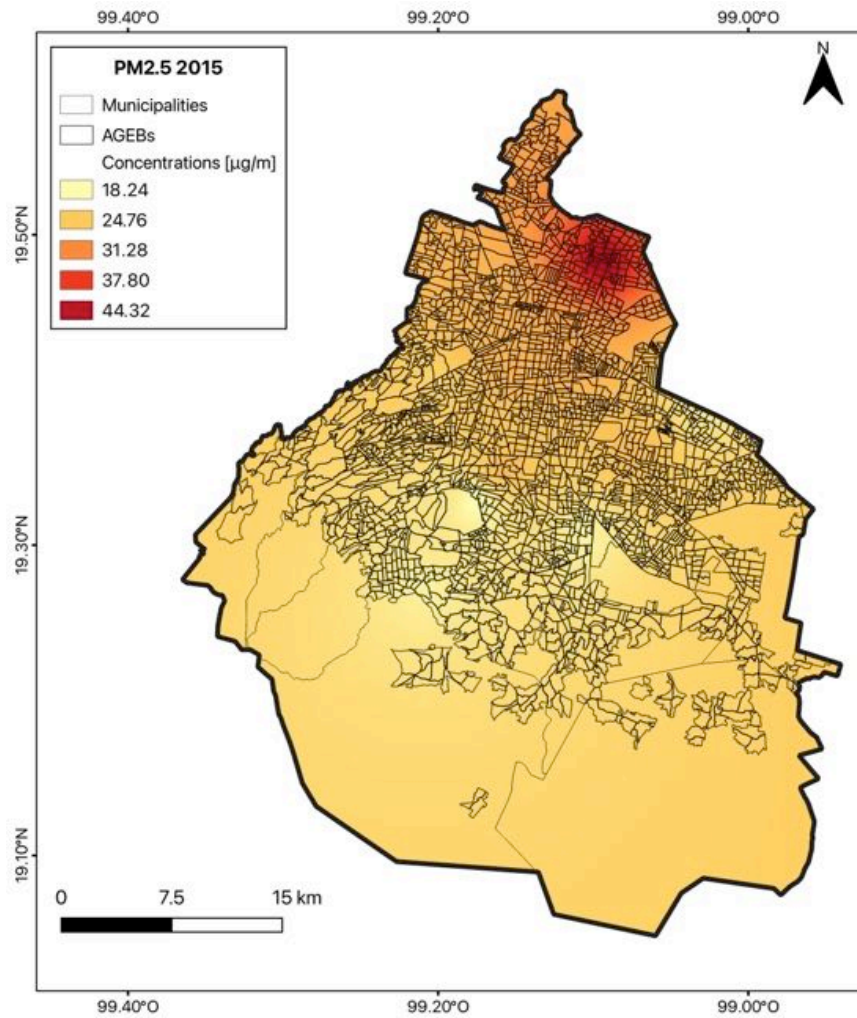 99.40°O 99.20°O 99.00°O
N
PM2.5 2015
Municipalities
AGEBs
Concentrations [µg/m]
18.24
24.76
31.28
37.80
44.32
19.50°N
19.30°N
19.10°N
0 7.5 15 km
99.40°O 99.20°O 99.00°O